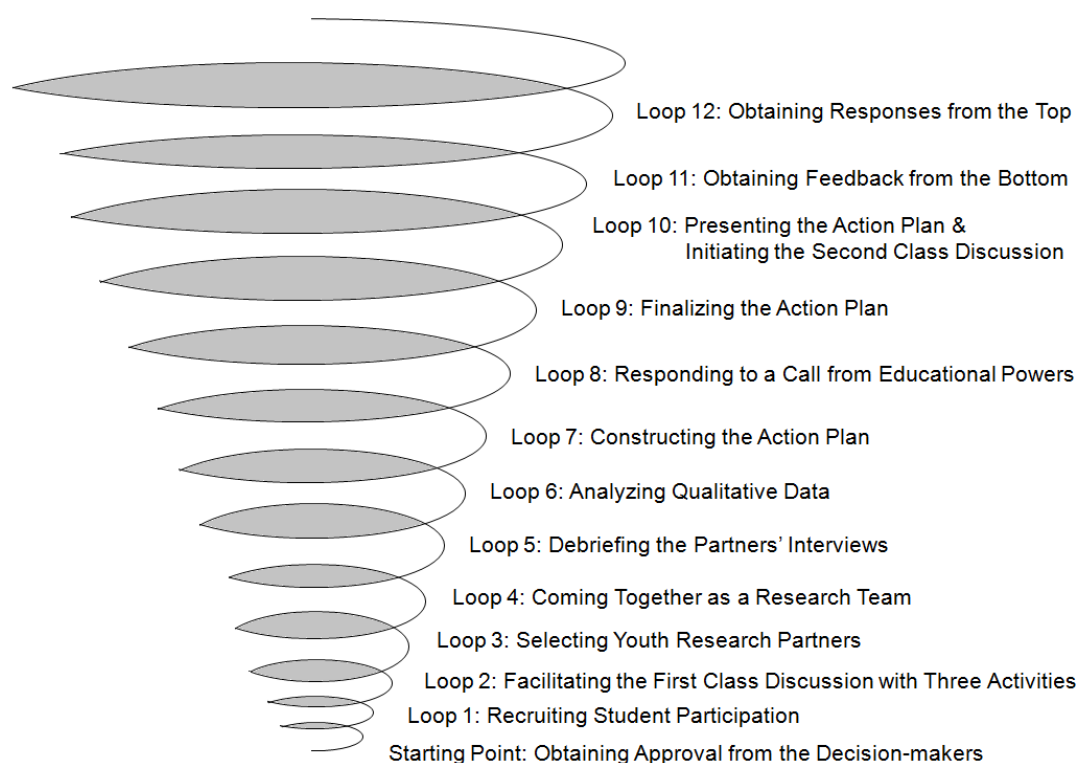 Loop 12: Obtaining Responses from the Top
Loop 11: Obtaining Feedback from the Bottom
Loop 10: Presenting the Action Plan &
Initiating the Second Class Discussion
Loop 9: Finalizing the Action Plan
Loop 8: Responding to a Call from Educational Powers
Loop 7: Constructing the Action Plan
Loop 6: Analyzing Qualitative Data
Loop 5: Debriefing the Partners’ Interviews
Loop 4: Coming Together as a Research Team
Loop 3: Selecting Youth Research Partners
Loop 2: Facilitating the First Class Discussion with Three Activities
Loop 1: Recruiting Student Participation
Starting Point: Obtaining Approval from the Decision-makers